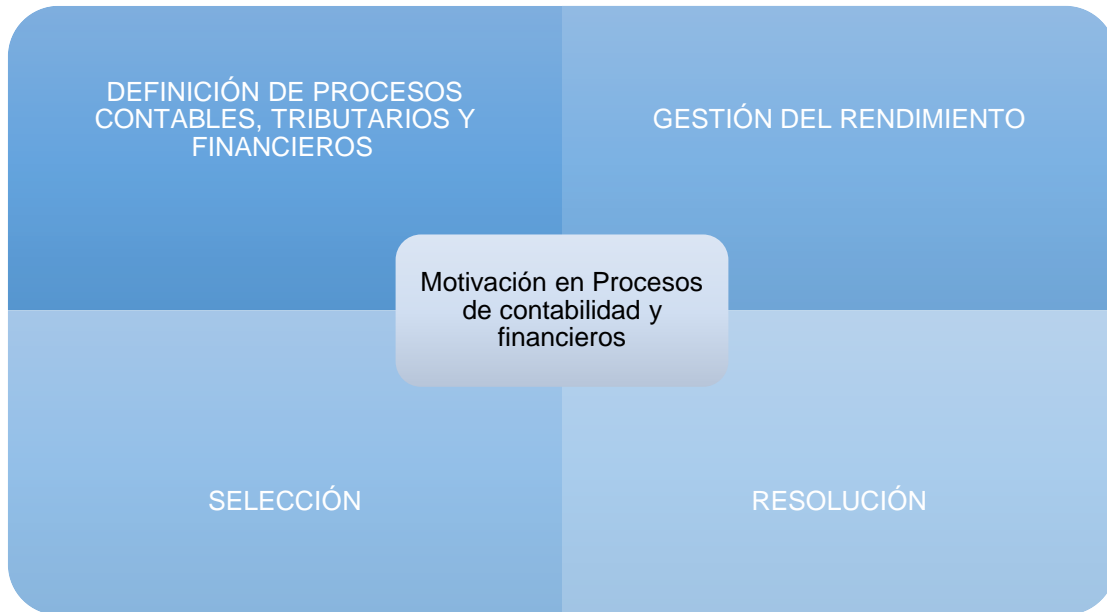 DEFINICIÓN DE PROCESOS
CONTABLES, TRIBUTARIOS Y
FINANCIEROS
GESTIÓN DEL RENDIMIENTO
Motivación en Procesos
de contabilidad y
financieros
SELECCIÓN
RESOLUCIÓN